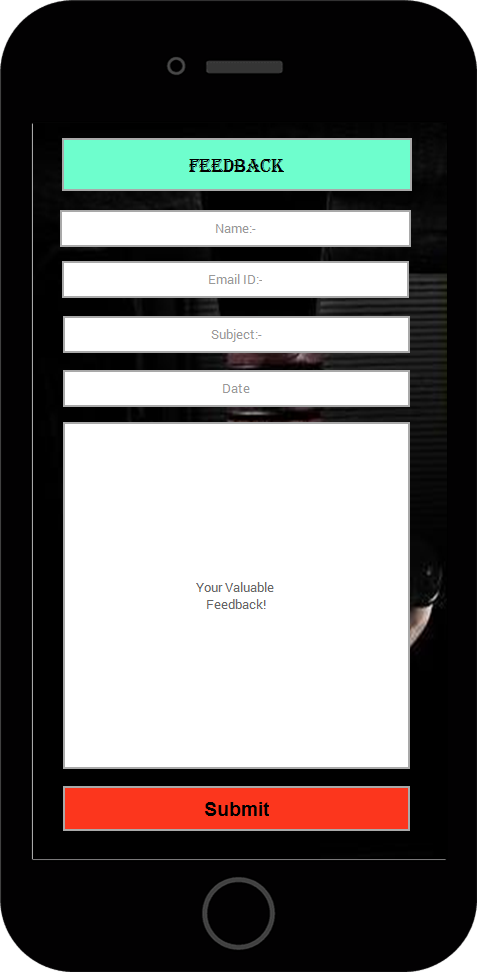 FEEDBACK
Name:-
Email ID:-
Subject:-
Date
Your Valuable
Feedback!
Submit